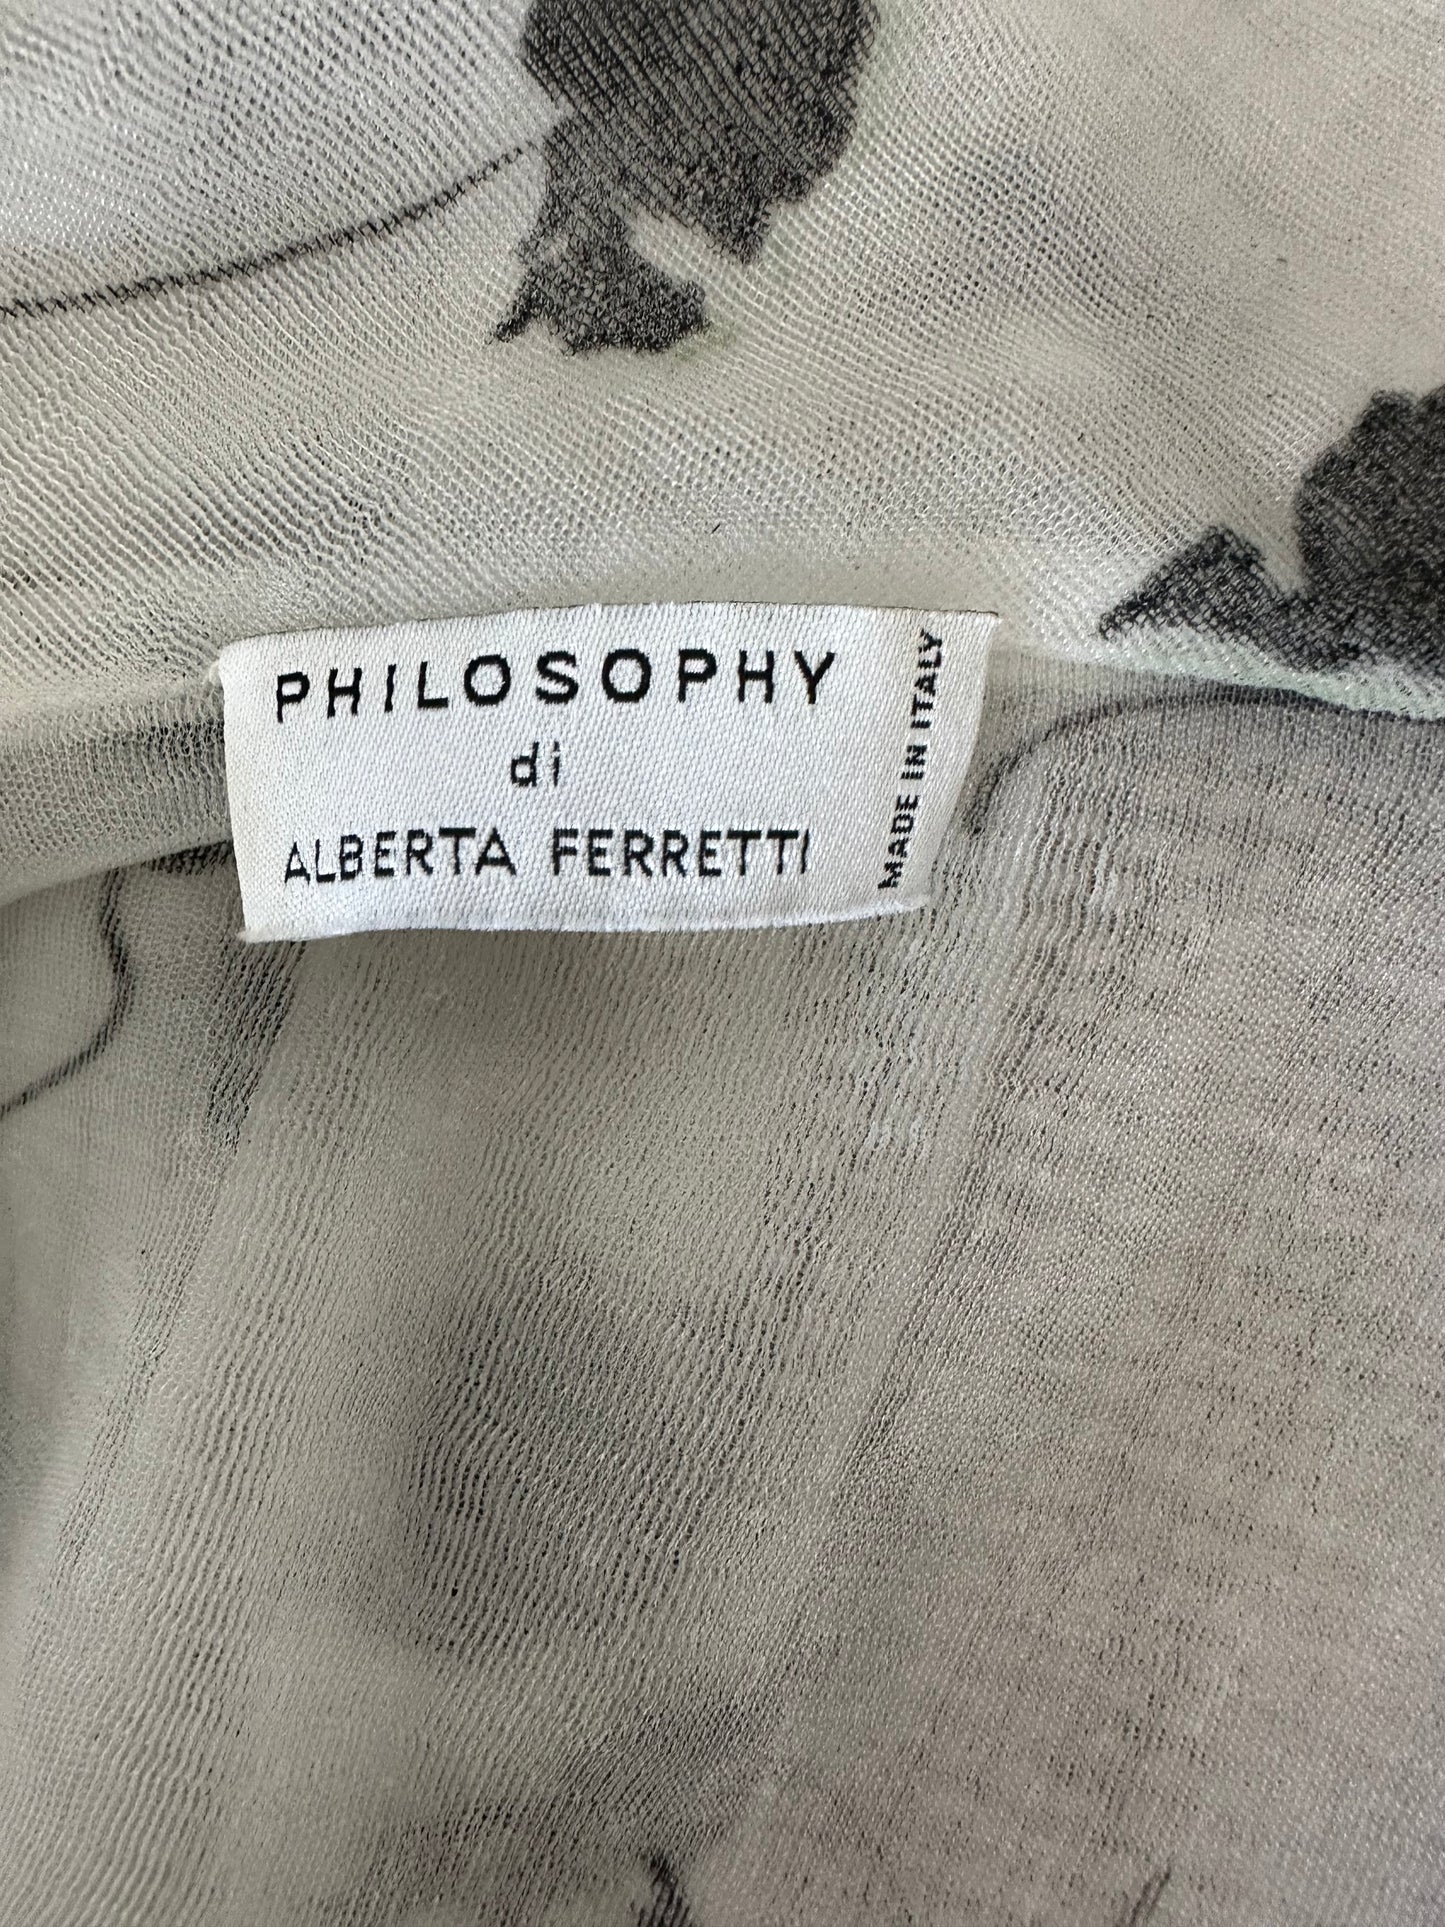 PHILOSOPHY
di
ALBERTA FERRETTI
MADE IN ITALY